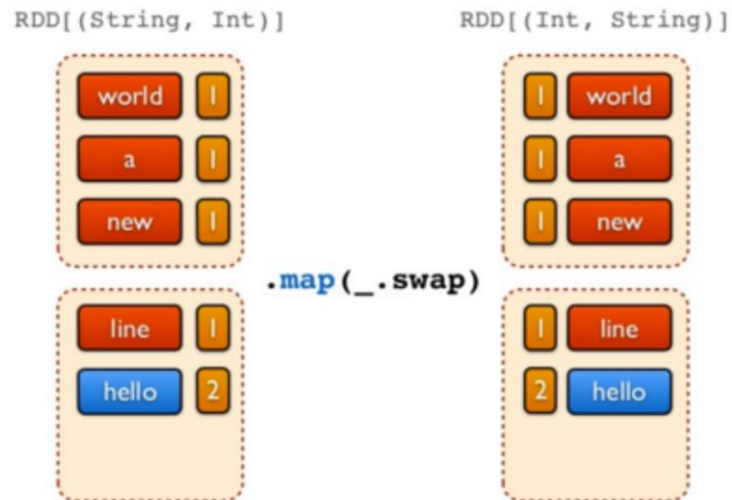 RDD[(String, Int)]
RDD[(Int, String)]
world 1
a 1
new 1
line 1
hello 2
.map(_.swap)
1 world
1 a
1 new
1 line
2 hello